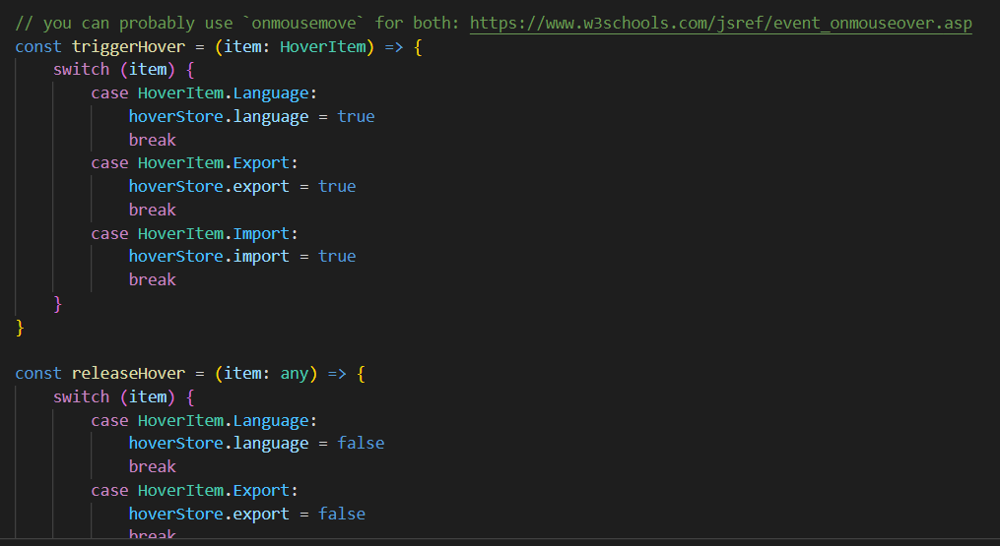 // you can probably use `onmousemove` for both: https://www.w3schools.com/jsref/event_onmouseover.asp
const triggerHover = (item: HoverItem) => {
    switch (item) {
        case HoverItem.Language:
            hoverStore.language = true
            break
        case HoverItem.Export:
            hoverStore.export = true
            break
        case HoverItem.Import:
            hoverStore.import = true
            break
    }
}

const releaseHover = (item: any) => {
    switch (item) {
        case HoverItem.Language:
            hoverStore.language = false
            break
        case HoverItem.Export:
            hoverStore.export = false
            break